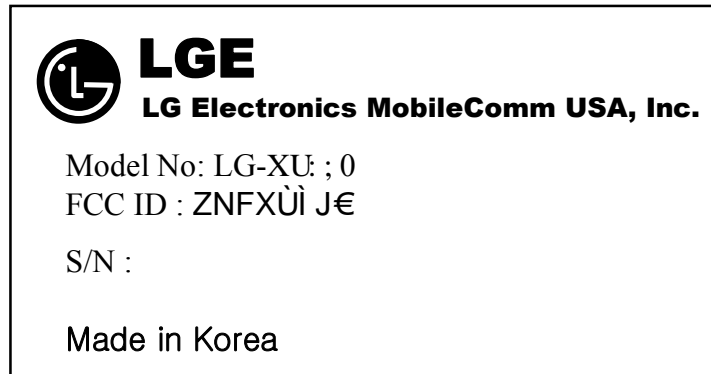 LGE
LG Electronics MobileComm USA, Inc.
Model No: LG-XU: ; 0
FCC ID : ZNFXÙÌ J€
S/N :
Made in Korea